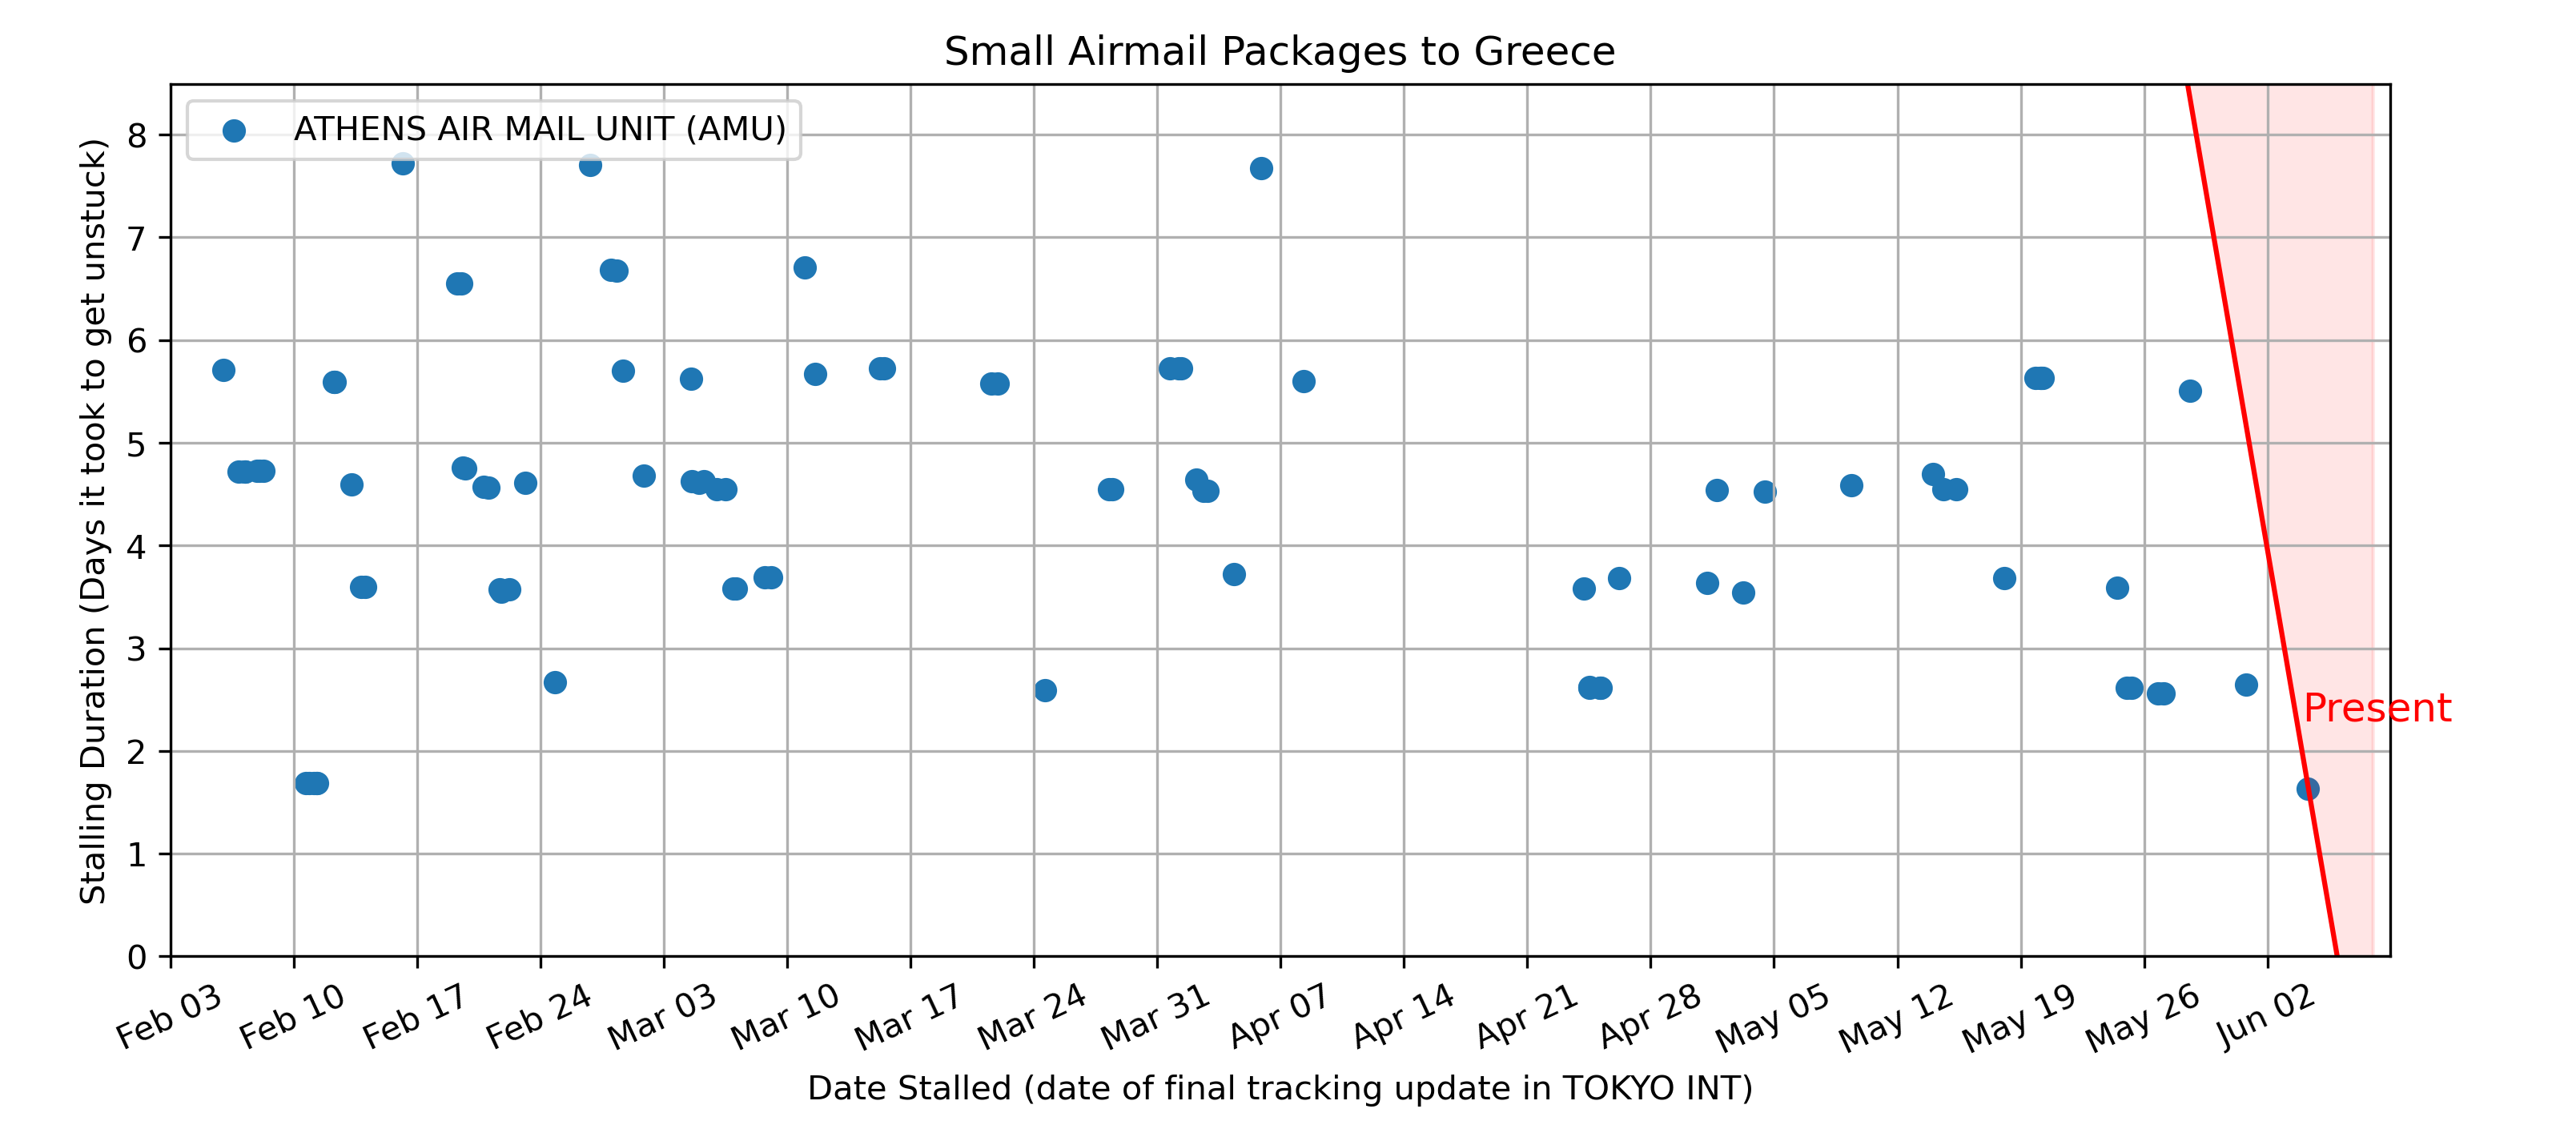 Small Airmail Packages to Greece
ATHENS AIR MAIL UNIT (AMU)
Stalling Duration (Days it took to get unstuck)
8
7
6
5
4
3
2
1
0
Present
Feb 03
Feb 10
Feb 17
Feb 24
Mar 03
Mar 10
Mar 17
Mar 24
Mar 31
Apr 07
Apr 14
Apr 21
Apr 28
May 05
May 12
May 19
May 26
Jun 02
Date Stalled (date of final tracking update in TOKYO INT)